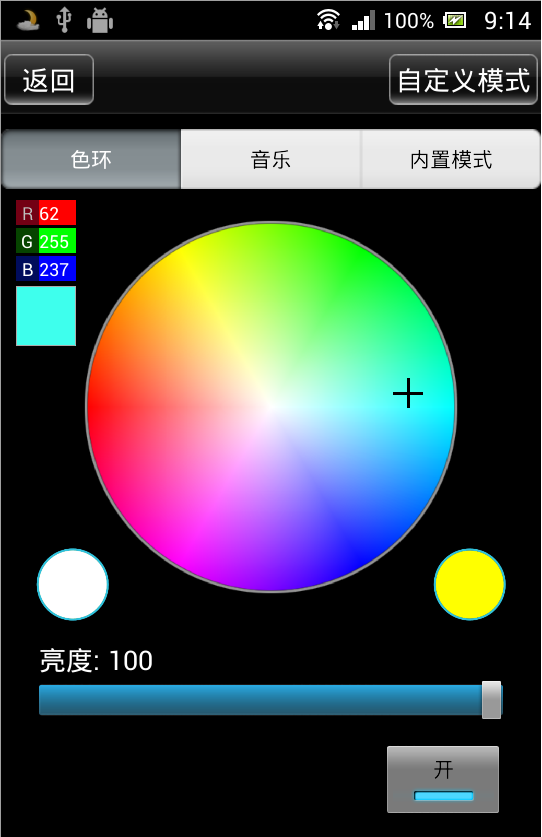 100% 9:14
返回 自定义模式
色环 音乐 内置模式
R 62
G 255
B 237
亮度: 100
开